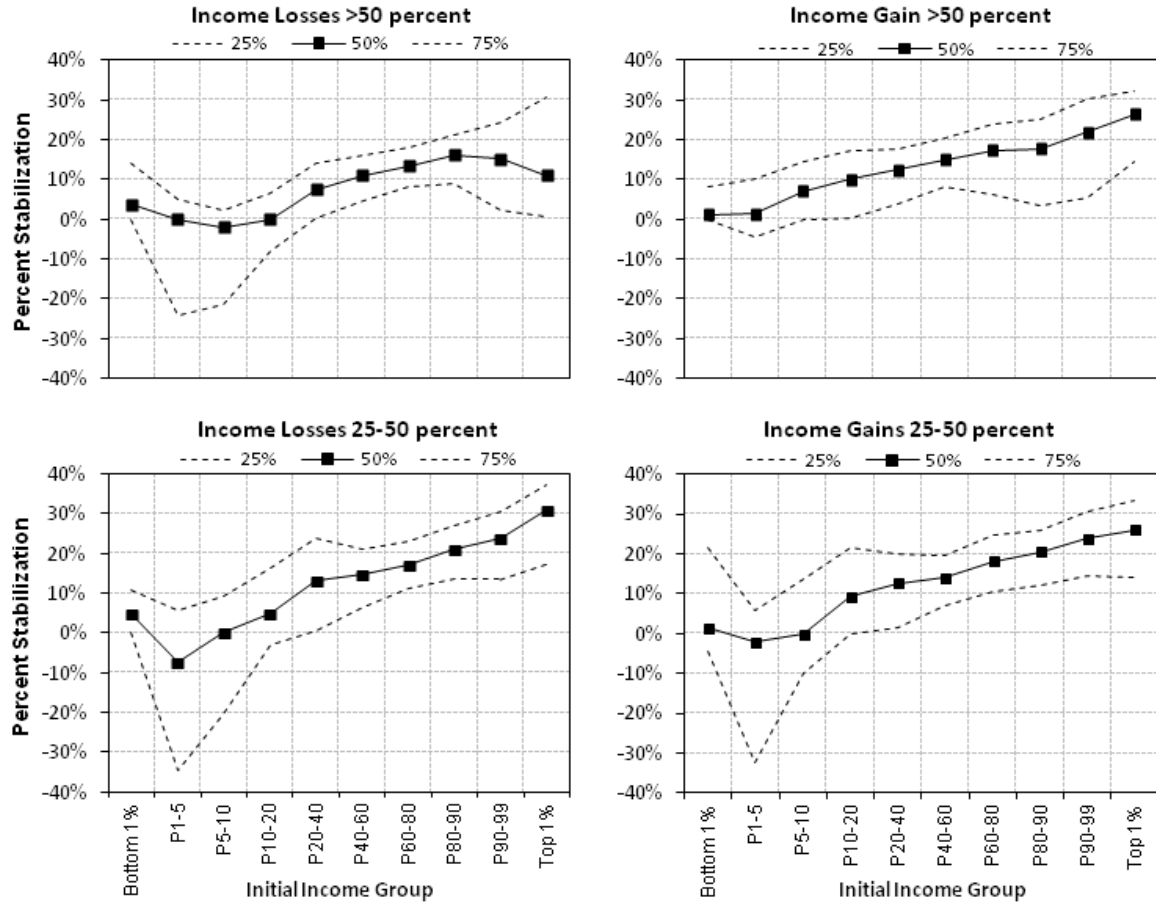 Income Losses >50 percent
25% 50% 75%
40%
30%
20%
10%
0%
-10%
-20%
-30%
-40%
Percent Stabilization
Income Gain >50 percent
25% 50% 75%
40%
30%
20%
10%
0%
-10%
-20%
-30%
-40%
Income Losses 25-50 percent
25% 50% 75%
40%
30%
20%
10%
0%
-10%
-20%
-30%
-40%
Percent Stabilization
Bottom 1%
P1-5
P5-10
P10-20
P20-40
P40-60
P60-80
P80-90
P90-99
Top 1%
Initial Income Group
Income Gains 25-50 percent
25% 50% 75%
40%
30%
20%
10%
0%
-10%
-20%
-30%
-40%
Bottom 1%
P1-5
P5-10
P10-20
P20-40
P40-60
P60-80
P80-90
P90-99
Top 1%
Initial Income Group